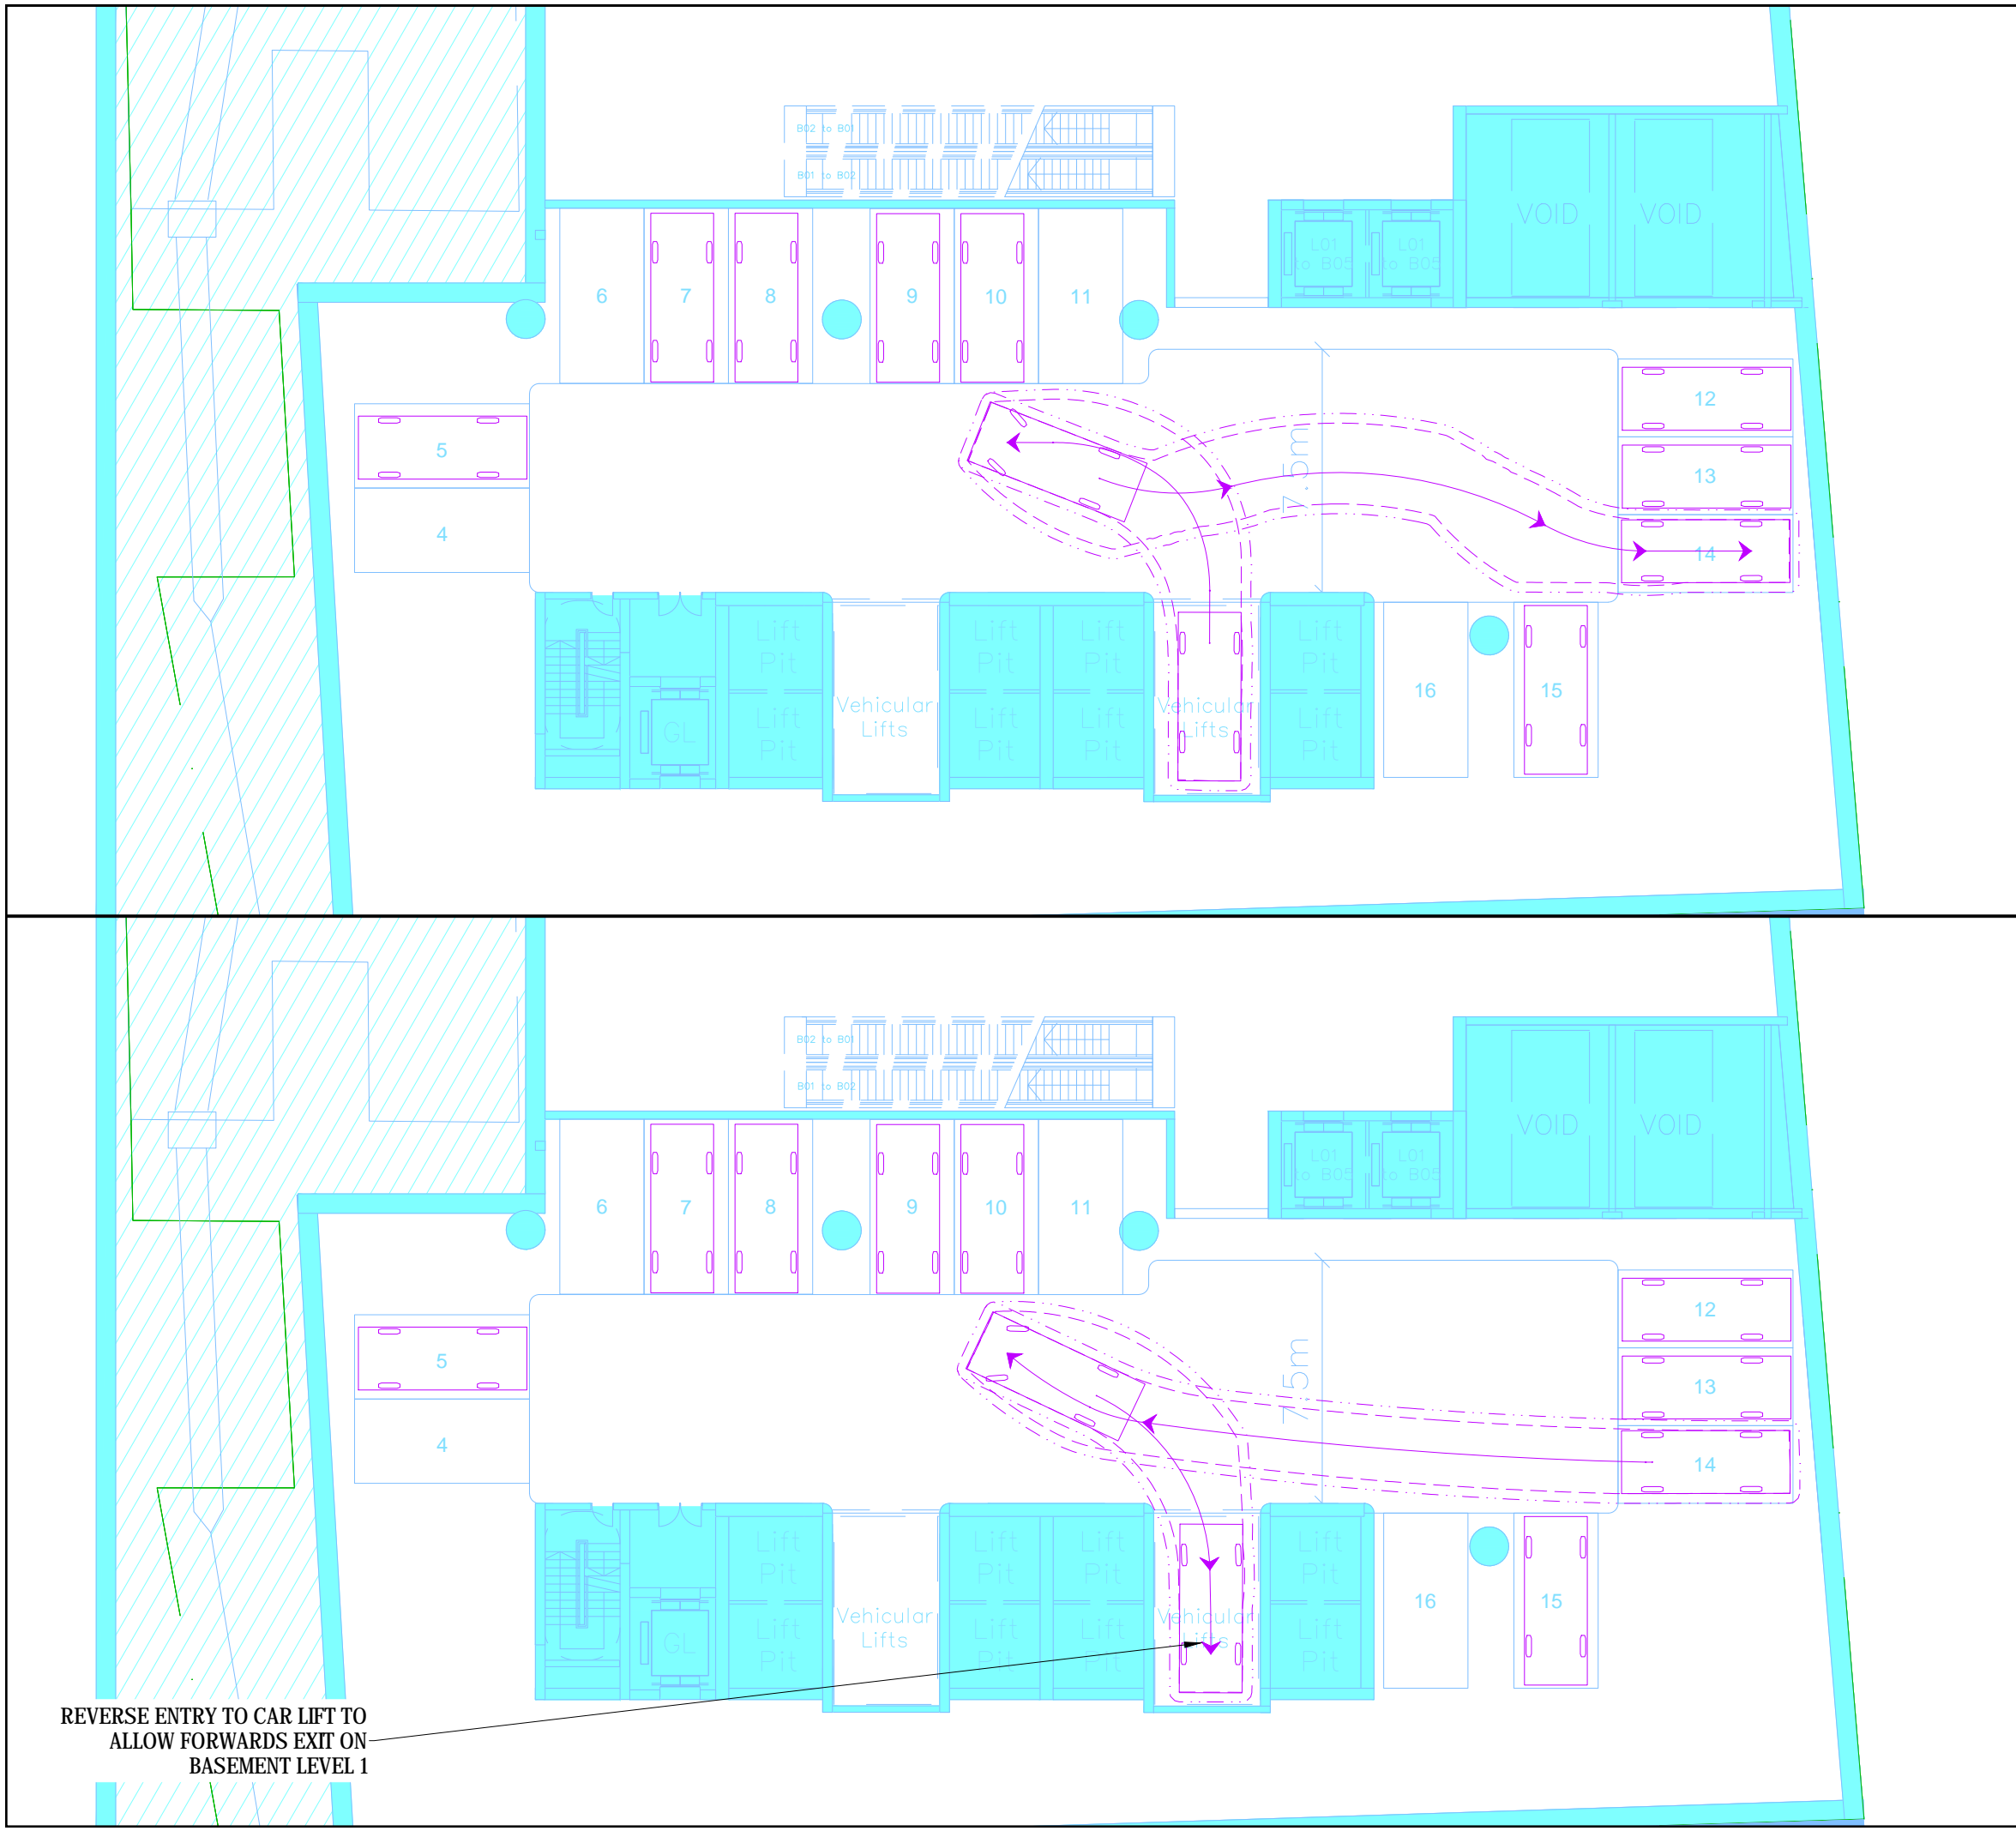 B02 to B01
B01 to B02
L01
to B05
L01
to B05
VOID
VOID
6
7
8
9
10
11
12
13
14
5
4
7.5m
Lift
Pit
Lift
Pit
Lift
Pit
Lift
Pit
Lift
Pit
Lift
Pit
Lift
Pit
Lift
Pit
Vehicular
Lifts
Vehicular
Lifts
GL
16
15
B02 to B01
B01 to B02
L01
to B05
L01
to B05
VOID
VOID
6
7
8
9
10
11
12
13
14
5
4
7.5m
Lift
Pit
Lift
Pit
Lift
Pit
Lift
Pit
Lift
Pit
Lift
Pit
Lift
Pit
Lift
Pit
Vehicular
Lifts
Vehicular
Lifts
GL
16
15
REVERSE ENTRY TO CAR LIFT TO
ALLOW FORWARDS EXIT ON
BASEMENT LEVEL 1